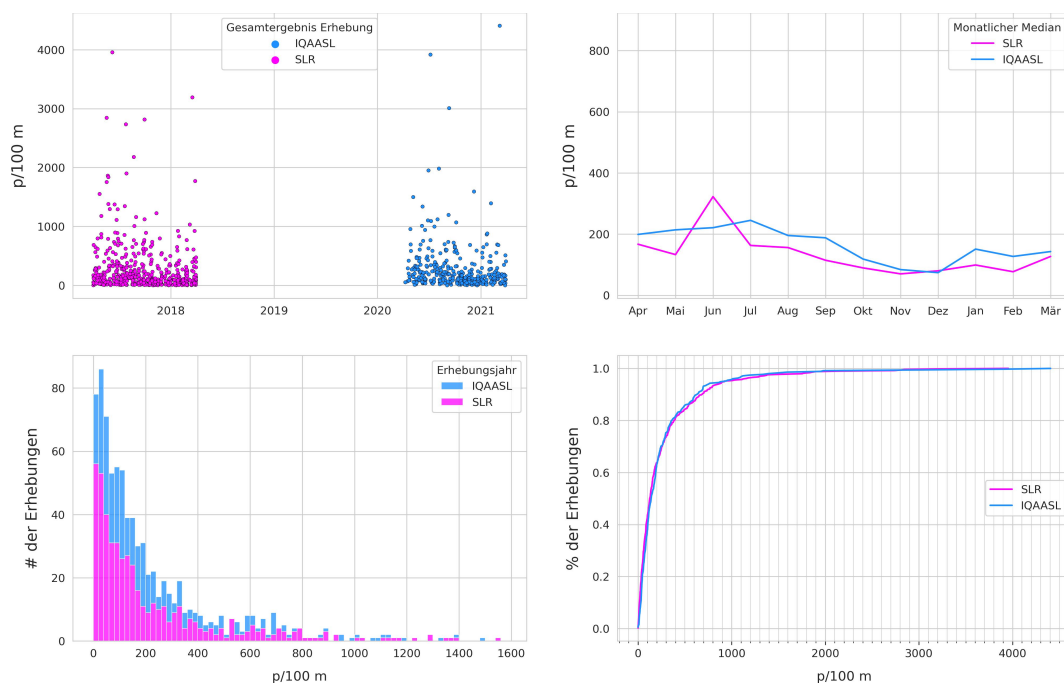 Gesamtergebnis Erhebung
IQAASL
SLR
p/100 m
4000
3000
2000
1000
0
2018
2019
2020
2021
Monatlicher Median
SLR
IQAASL
p/100 m
800
600
400
200
0
Apr
Mai
Jun
Jul
Aug
Sep
Okt
Nov
Dez
Jan
Feb
Mär
Erhebungsjahr
IQAASL
SLR
# der Erhebungen
80
60
40
20
0
0
200
400
600
800
1000
1200
1400
1600
p/100 m
SLR
IQAASL
% der Erhebungen
1.0
0.8
0.6
0.4
0.2
0.0
0
1000
2000
3000
4000
p/100 m